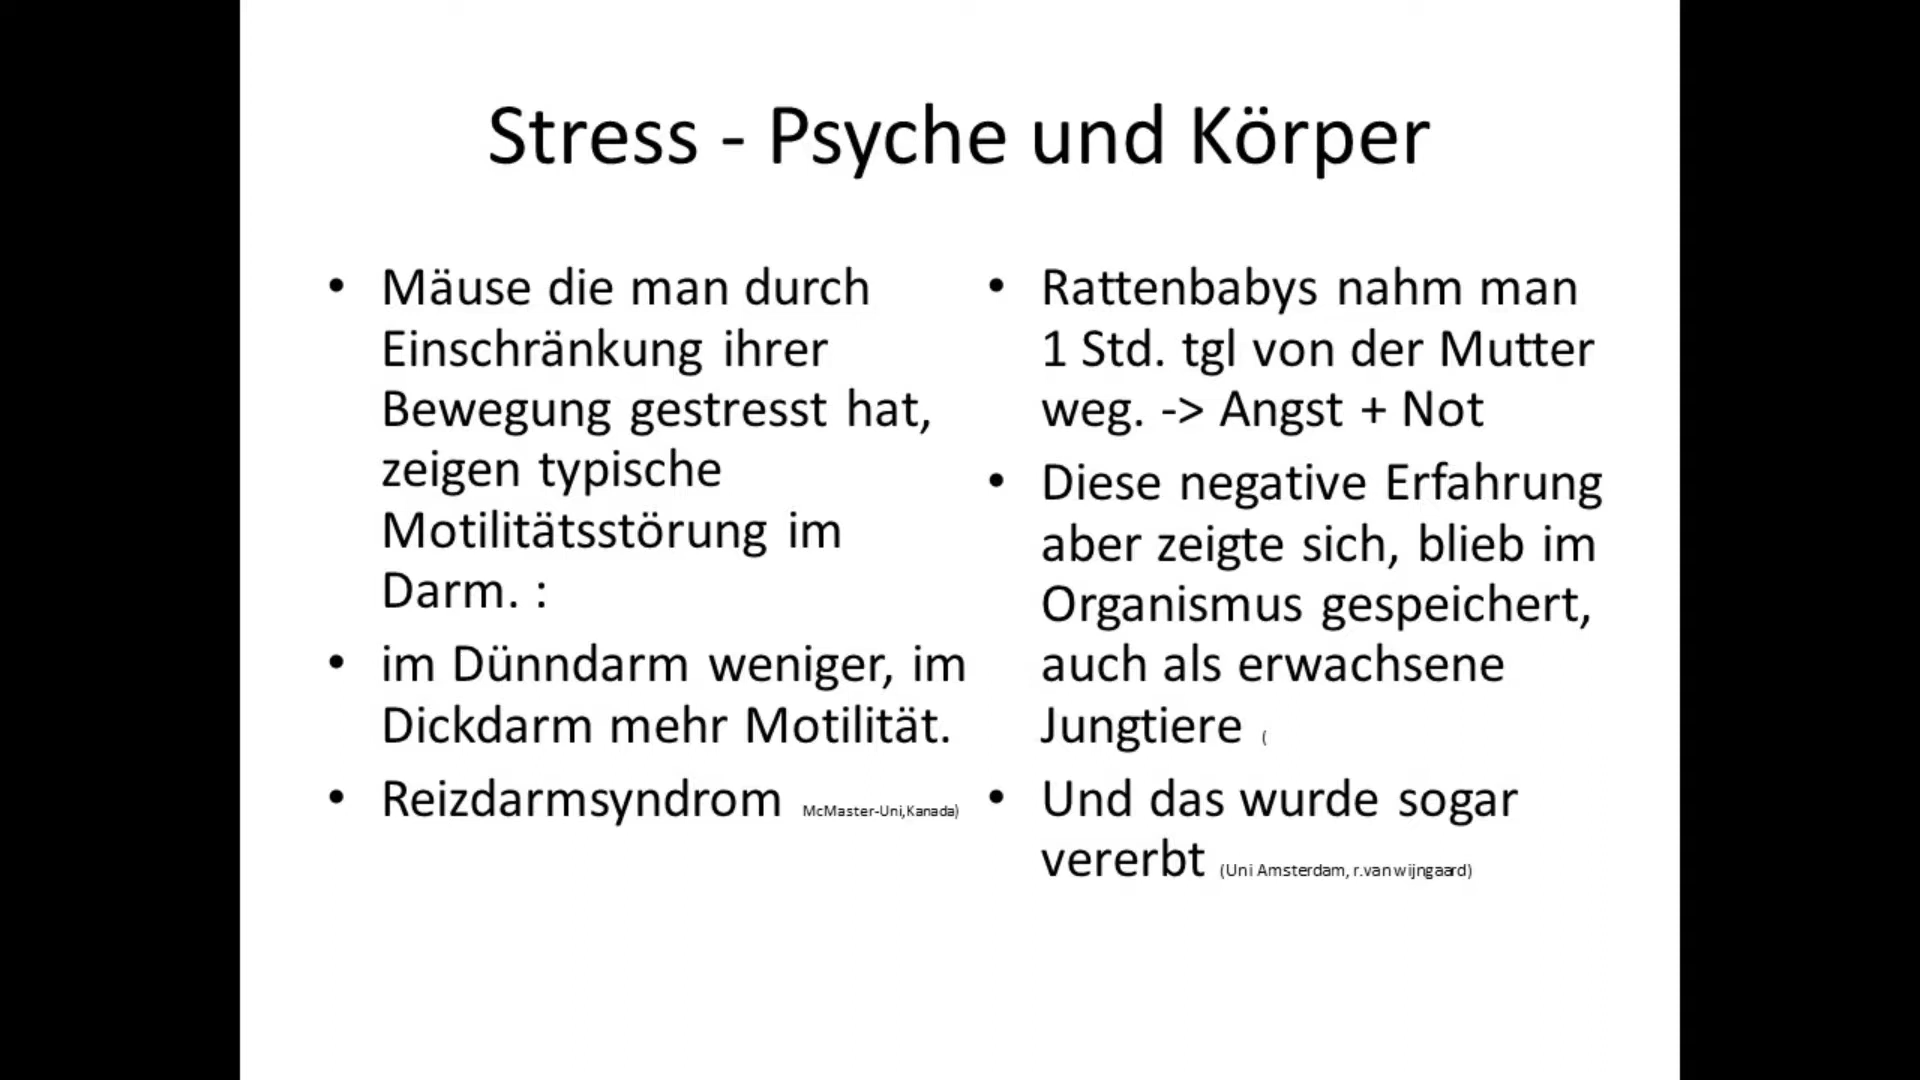 Stress - Psyche und Körper
• Mäuse die man durch
Einschränkung ihrer
Bewegung gestresst hat,
zeigen typische
Motilitätsstörung im
Darm. :
• im Dünndarm weniger, im
Dickdarm mehr Motilität.
• Reizdarmsyndrom McMaster-Uni,Kanada)
• Rattenbabys nahm man
1 Std. tgl von der Mutter
weg. -> Angst + Not
• Diese negative Erfahrung
aber zeigte sich, blieb im
Organismus gespeichert,
auch als erwachsene
Jungtiere (
• Und das wurde sogar
vererbt (Uni Amsterdam, r.van wijngaard)